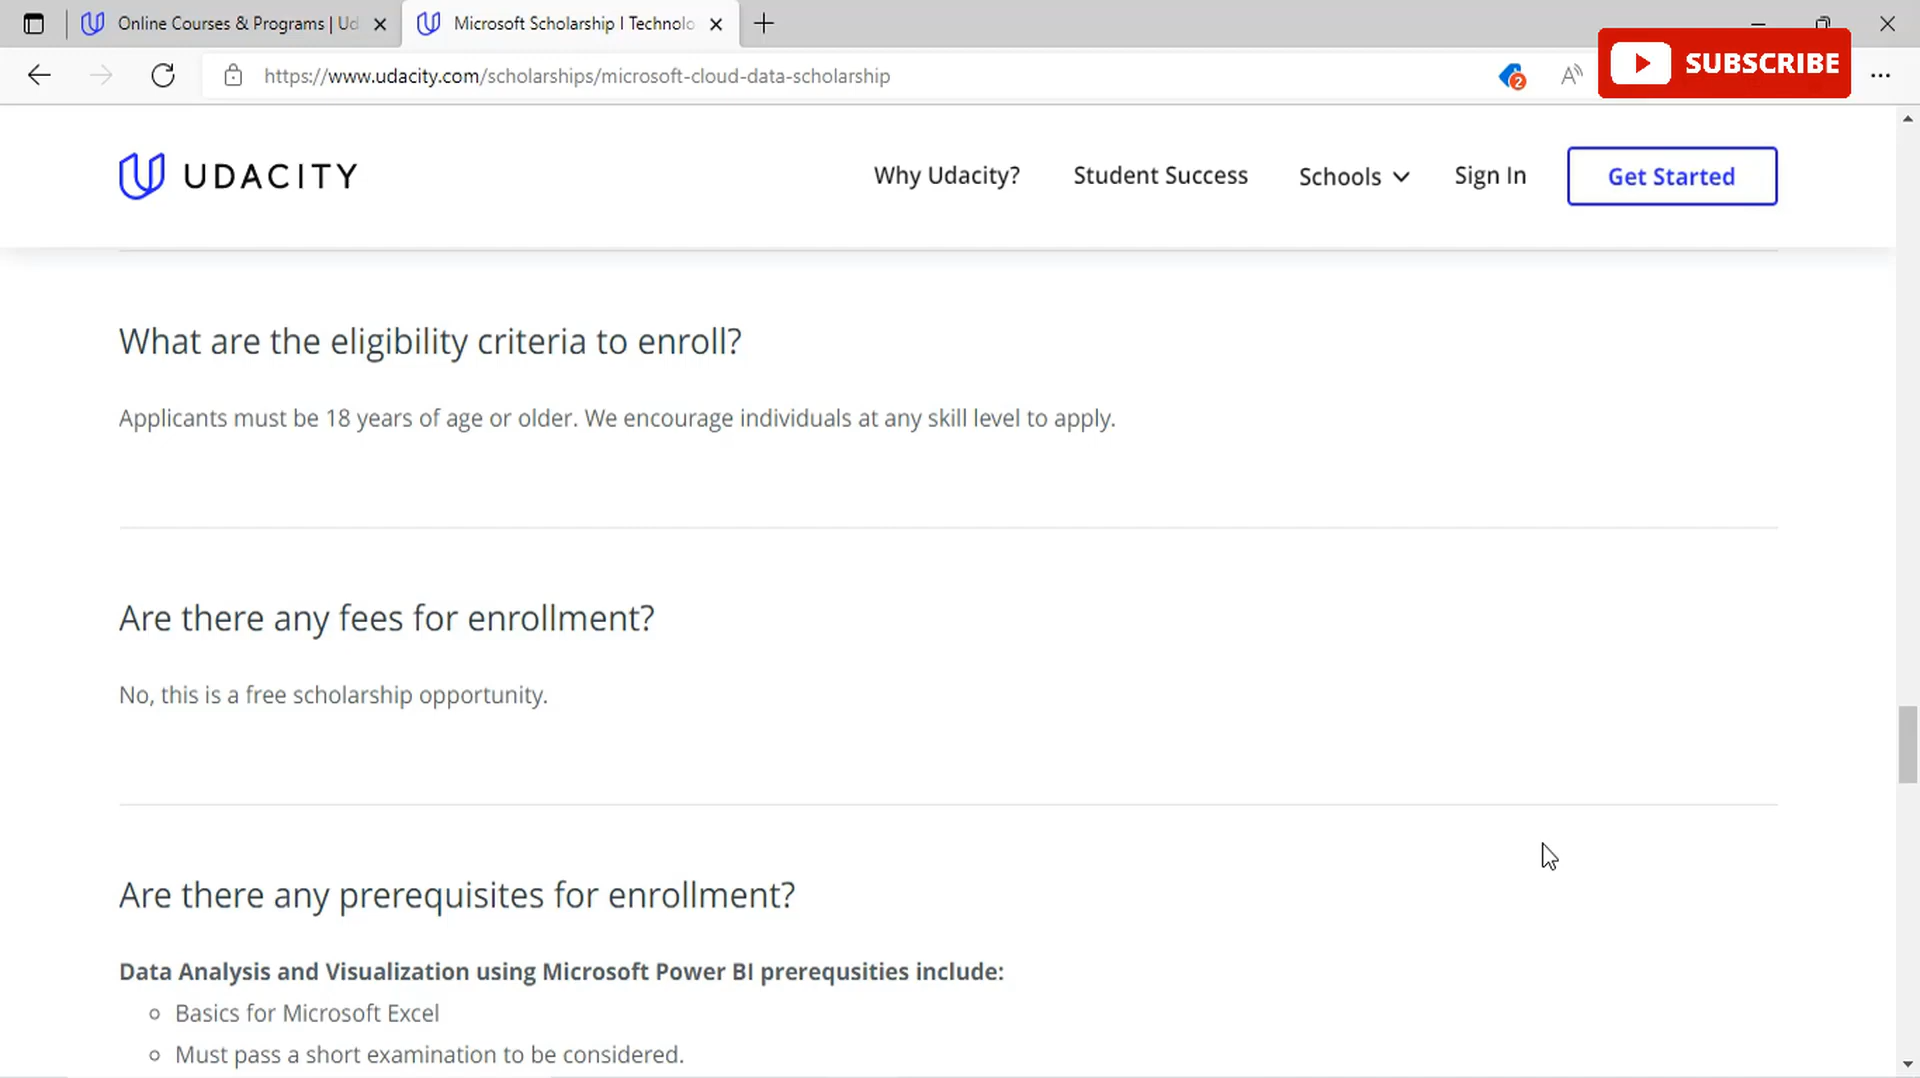 Online Courses & Programs | Ud
Microsoft Scholarship I Technolo
https://www.udacity.com/scholarships/microsoft-cloud-data-scholarship
2
A
SUBSCRIBE
UDACITY
Why Udacity?
Student Success
Schools
Sign In
Get Started
What are the eligibility criteria to enroll?
Applicants must be 18 years of age or older. We encourage individuals at any skill level to apply.
Are there any fees for enrollment?
No, this is a free scholarship opportunity.
Are there any prerequisites for enrollment?
Data Analysis and Visualization using Microsoft Power BI prerequsities include:
Basics for Microsoft Excel
Must pass a short examination to be considered.